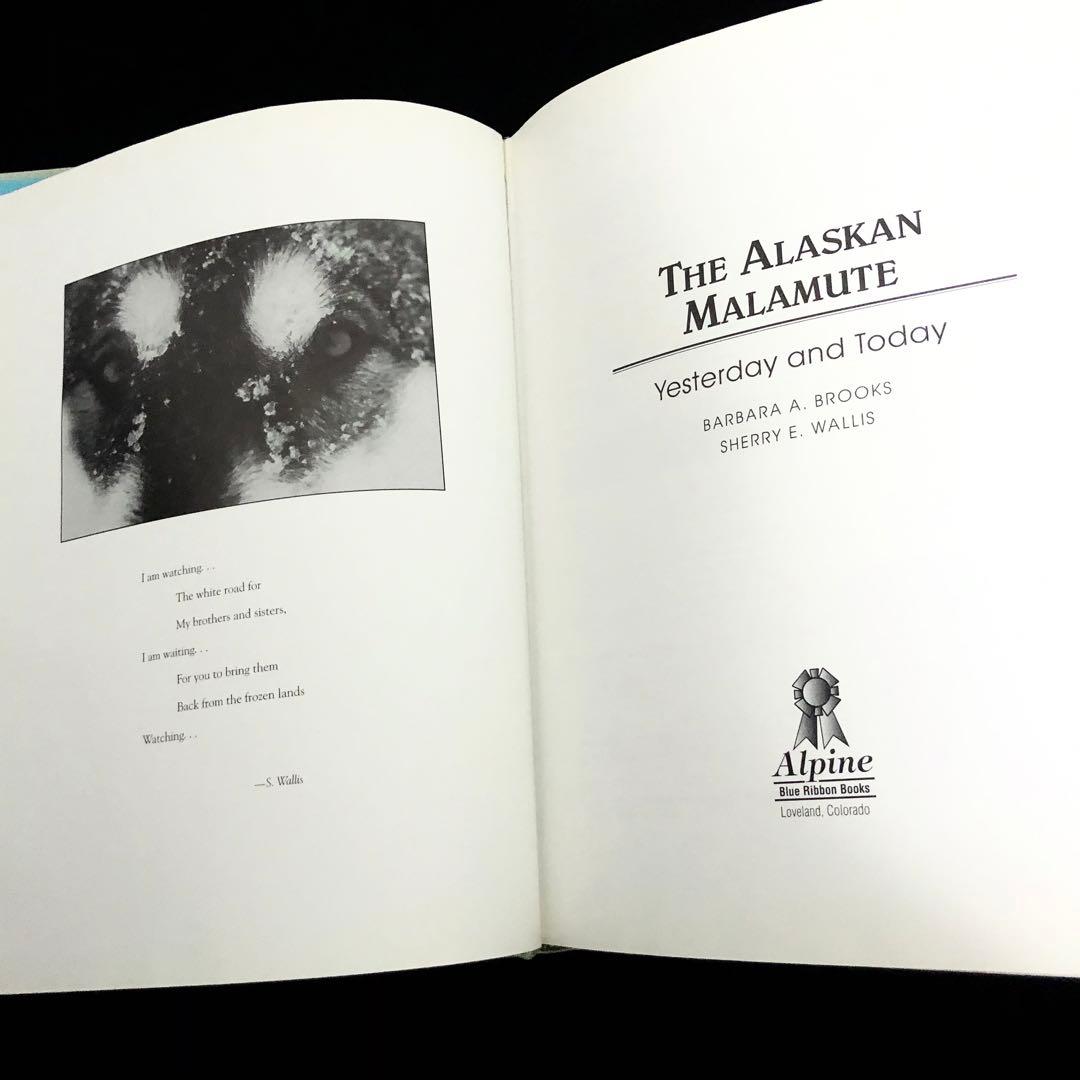 I am watching. . .
The white road for
My brothers and sisters,
I am waiting. . .
For you to bring them
Back from the frozen lands
Watching. . .
—S. Wallis
THE ALASKAN
MALAMUTE
Yesterday and Today
BARBARA A. BROOKS
SHERRY E. WALLIS
Alpine
Blue Ribbon Books
Loveland, Colorado